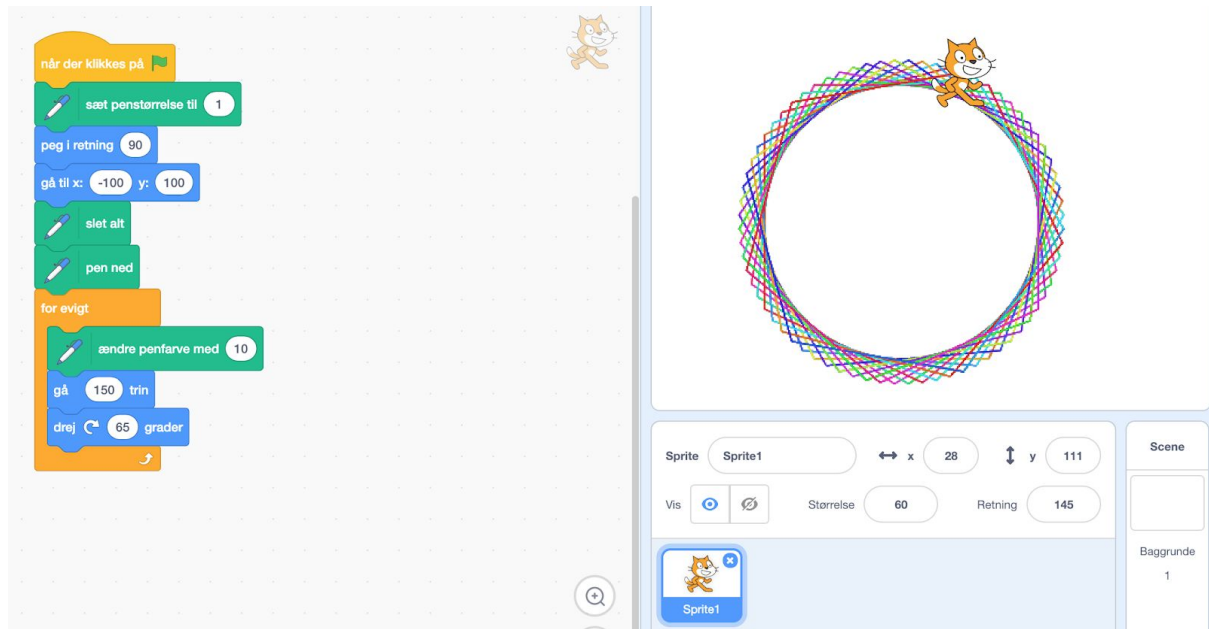 når der klikkes på
sæt penstørrelse til 1
peg i retning 90
gå til x: -100 y: 100
slet alt
pen ned
for evigt
ændre penfarve med 10
gå 150 trin
drej 65 grader
Sprite Sprite1 x 28 y 111
Vis Størrelse 60 Retning 145
Sprite1
Scene
Baggrunde
1